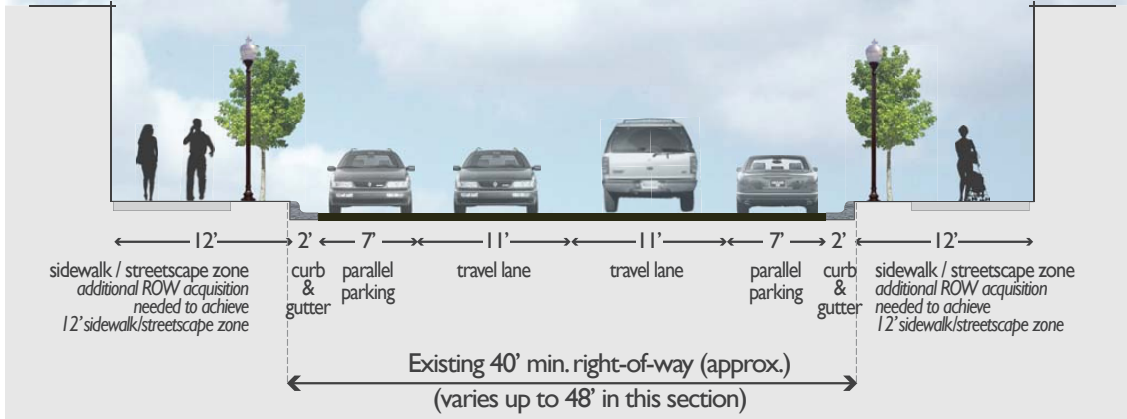 12' 2' 7' 11' 11' 7' 2' 12'
sidewalk / streetscape zone
additional ROW acquisition
needed to achieve
12' sidewalk/streetscape zone
curb
&
gutter
parallel
parking
travel lane
travel lane
parallel
parking
curb
&
gutter
sidewalk / streetscape zone
additional ROW acquisition
needed to achieve
12' sidewalk/streetscape zone
Existing 40' min. right-of-way (approx.)
(varies up to 48' in this section)